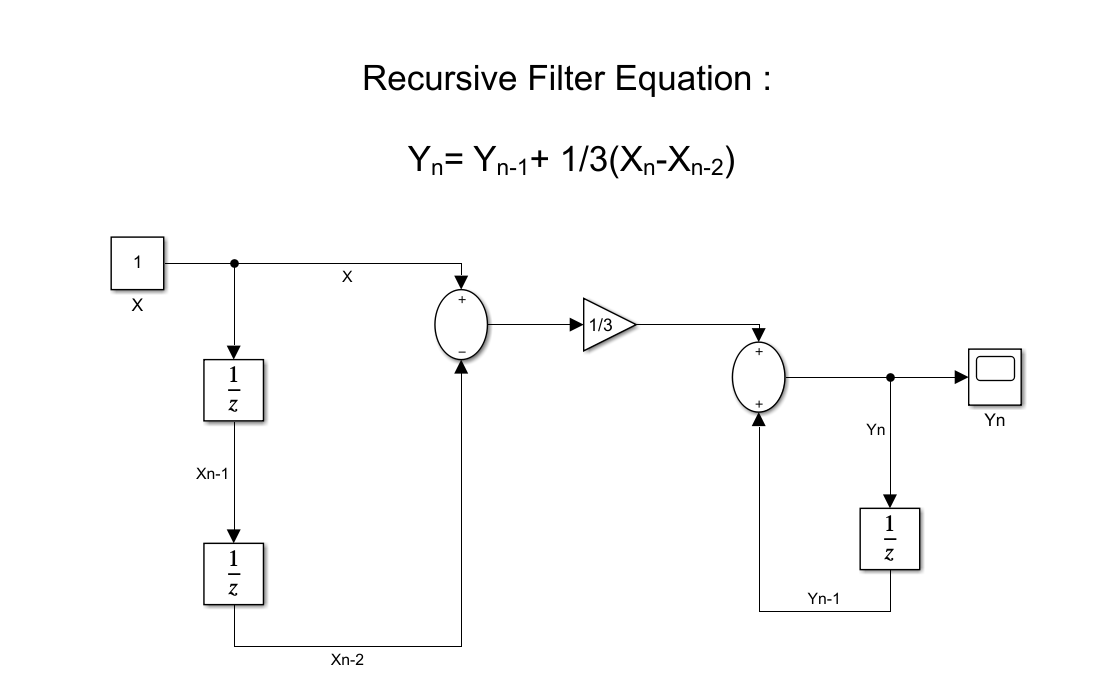 Recursive Filter Equation :
Yn= Yn-1+ 1/3(Xn-Xn-2)
1
X
X
+
−
1/3
+
+
Yn
Yn
1
z
Xn-1
1
z
1
z
Yn-1
Xn-2